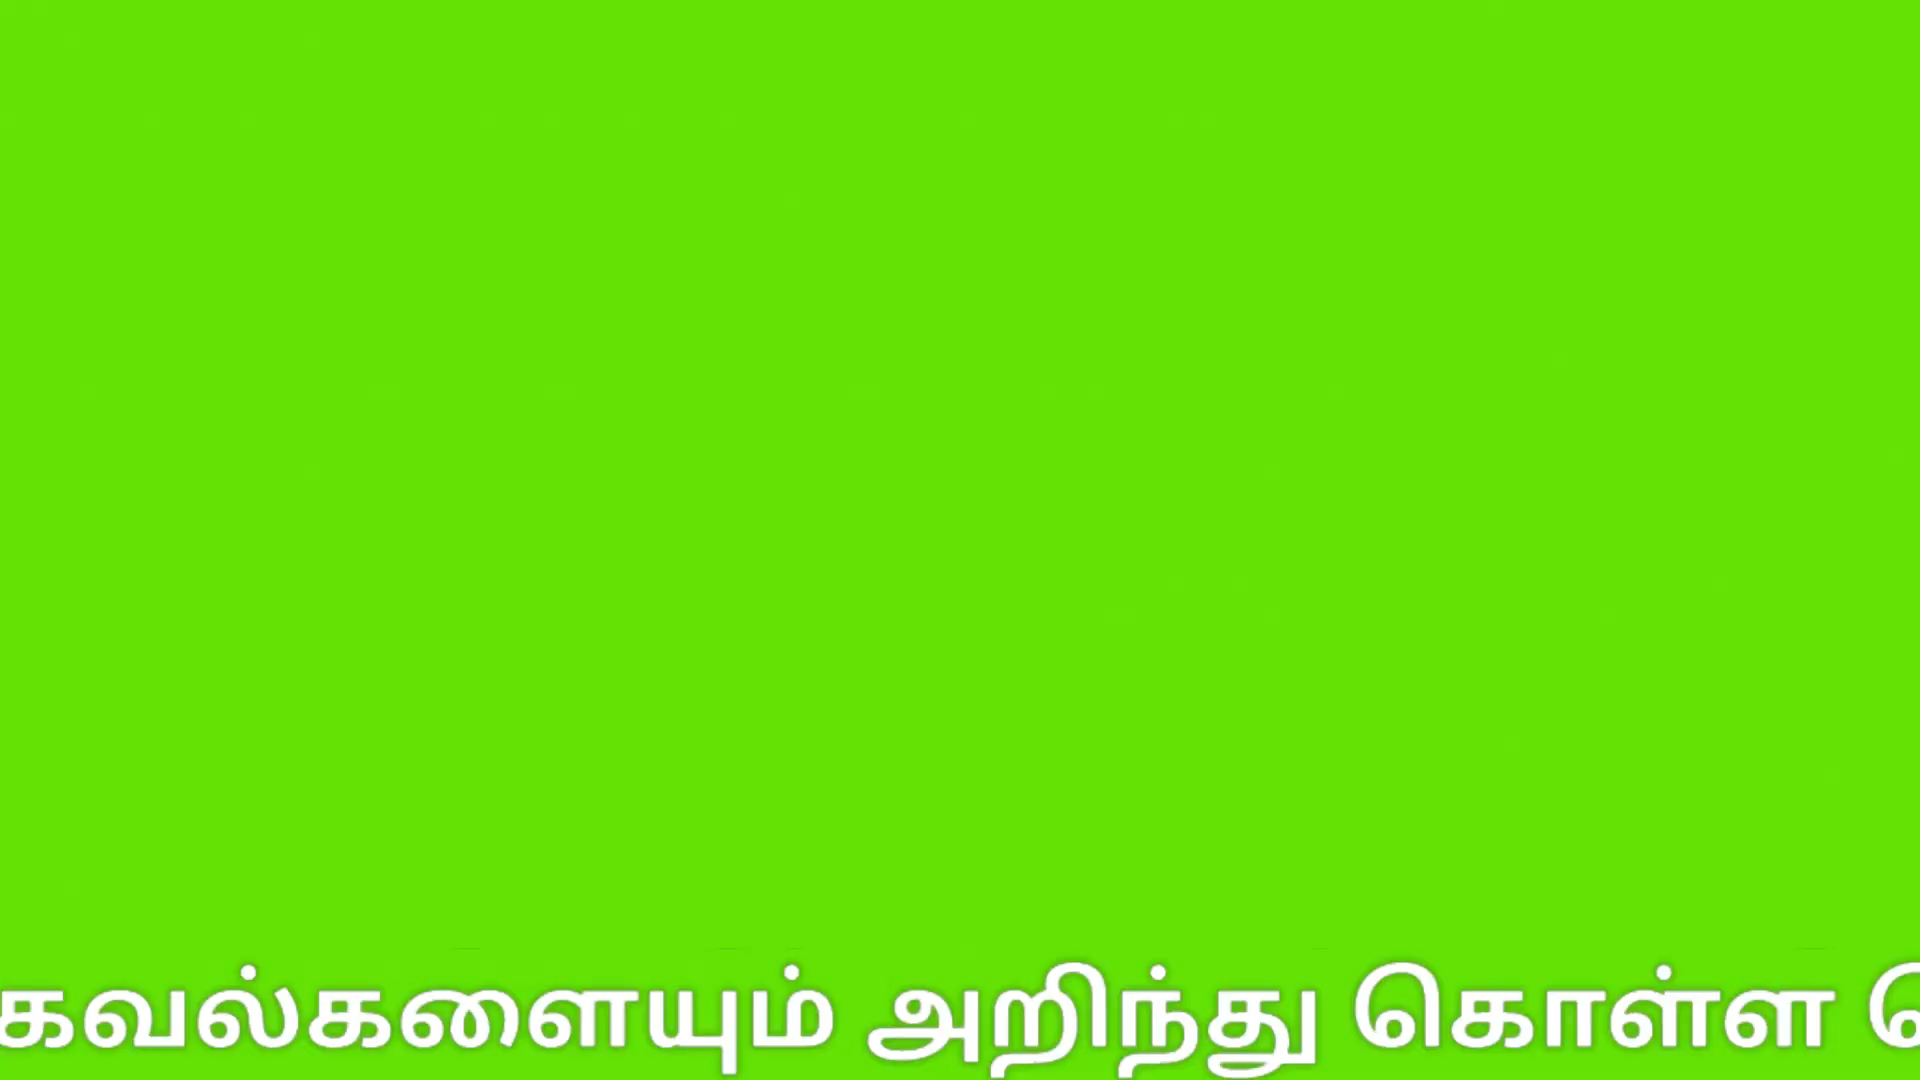 கவல்களையும் அறிந்து கொள்ள